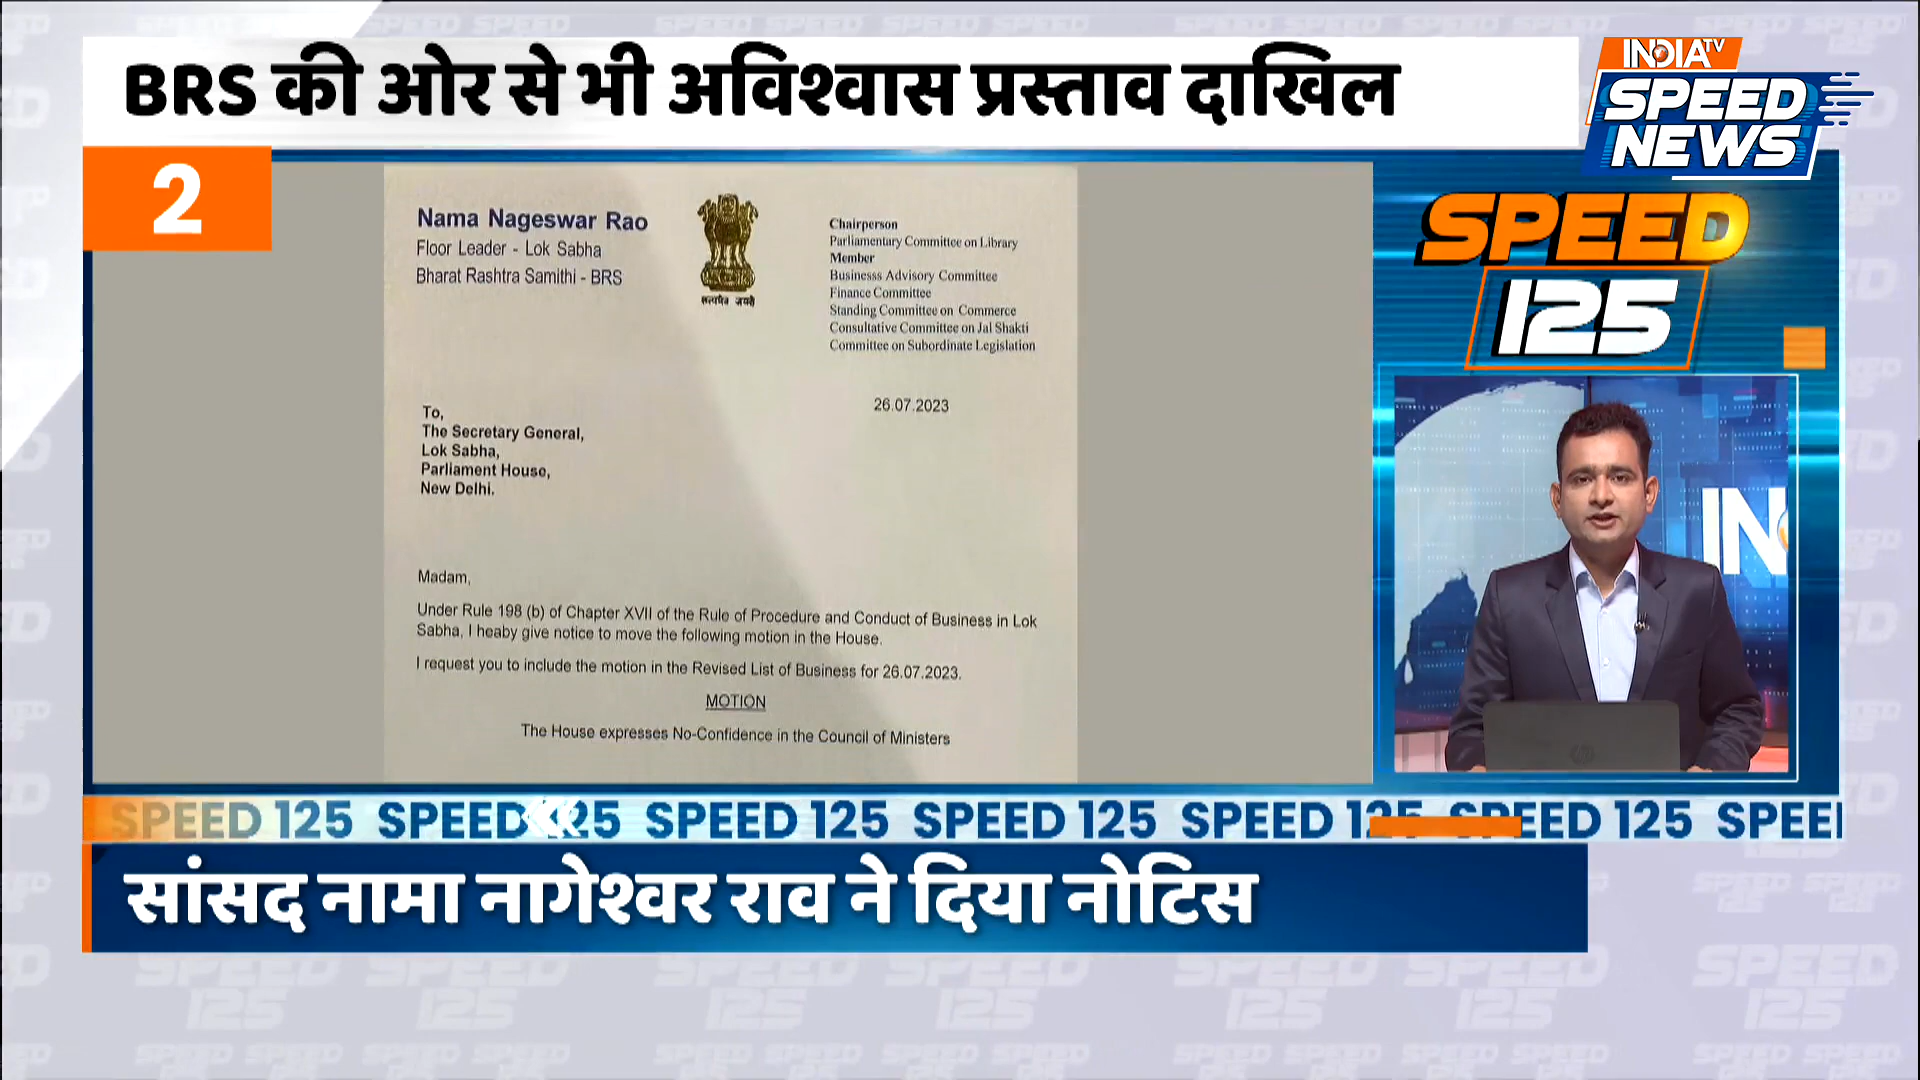 BRS की ओर से भी अविश्वास प्रस्ताव दाखिल
INDIA TV
SPEED
NEWS
2
SPEED
125
Nama Nageswar Rao
Floor Leader - Lok Sabha
Bharat Rashtra Samithi - BRS
सत्यमेव जयते
Chairperson
Parliamentary Committee on Library
Member
Businesss Advisory Committee
Finance Committee
Standing Committee on Commerce
Consultative Committee on Jal Shakti
Committee on Subordinate Legislation
26.07.2023
To,
The Secretary General,
Lok Sabha,
Parliament House,
New Delhi.
Madam,
Under Rule 198 (b) of Chapter XVII of the Rule of Procedure and Conduct of Business in Lok
Sabha, I heaby give notice to move the following motion in the House.
I request you to include the motion in the Revised List of Business for 26.07.2023.
MOTION
The House expresses No-Confidence in the Council of Ministers
IN
SPEED 125 SPEED 125 SPEED 125 SPEED 125 SPEED 125 SPEED 125 SPEE
सांसद नामा नागेश्वर राव ने दिया नोटिस